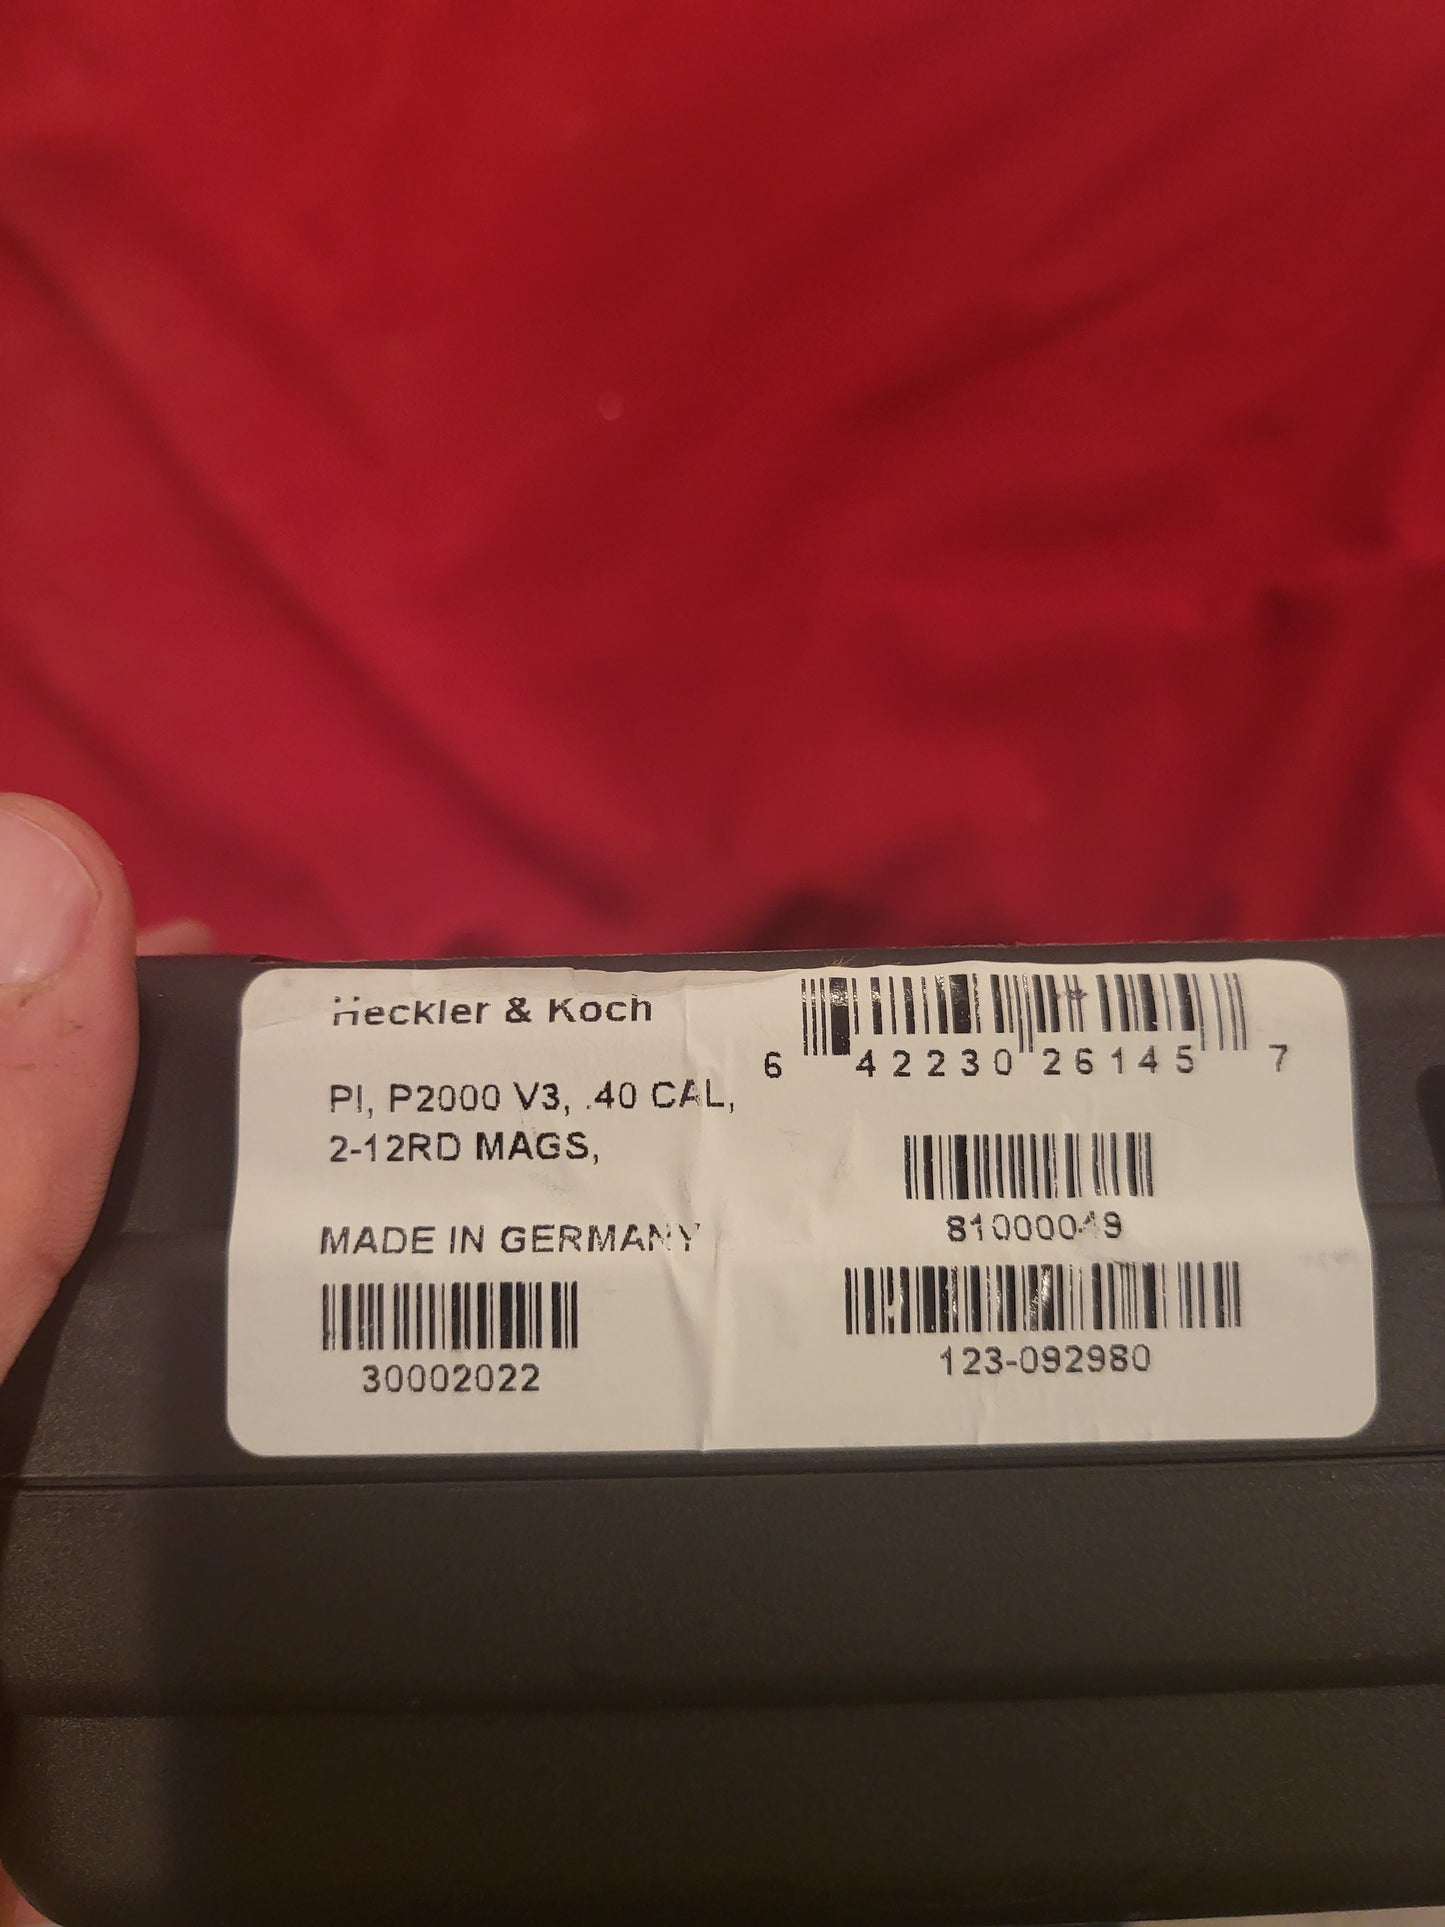 Heckler & Koch
PI, P2000 V3, .40 CAL,
2-12RD MAGS,
MADE IN GERMANY
30002022
6 42230 26145 7
81000049
123-092980